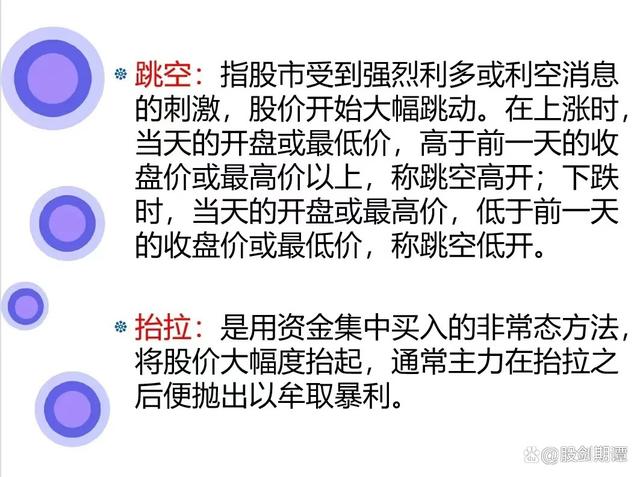 跳空：指股市受到强烈利多或利空消息
的刺激，股价开始大幅跳动。在上涨时，
当天的开盘或最低价，高于前一天的收
盘价或最高价以上，称跳空高开；下跌
时，当天的开盘或最高价，低于前一天
的收盘价或最低价，称跳空低开。
抬拉：是用资金集中买入的非常态方法，
将股价大幅度抬起，通常主力在抬拉之
后便抛出以牟取暴利。
@股剑期谭